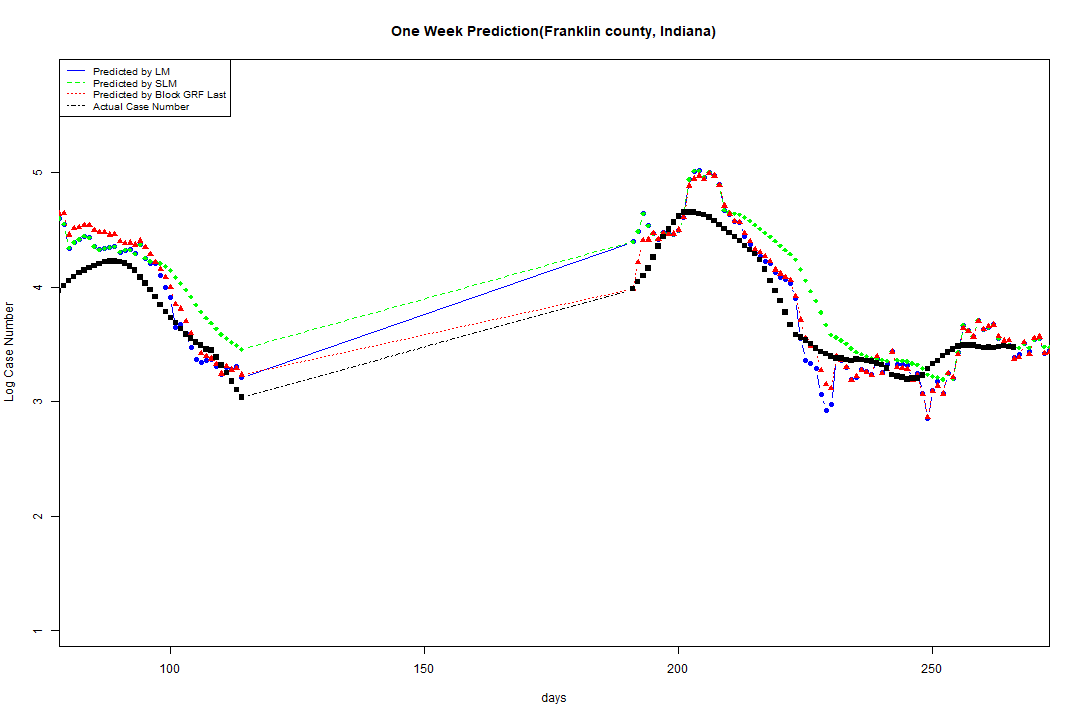 One Week Prediction(Franklin county, Indiana)
Predicted by LM
Predicted by SLM
Predicted by Block GRF Last
Actual Case Number
5
4
3
2
1
Log Case Number
100 150 200 250
days